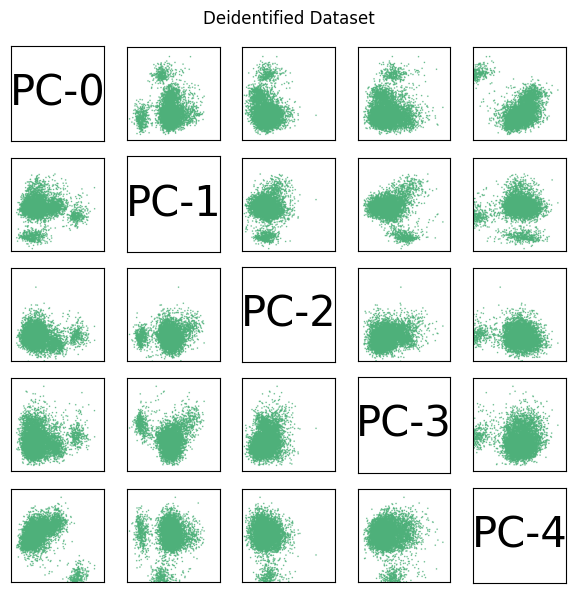 Deidentified Dataset
PC-0
PC-1
PC-2
PC-3
PC-4